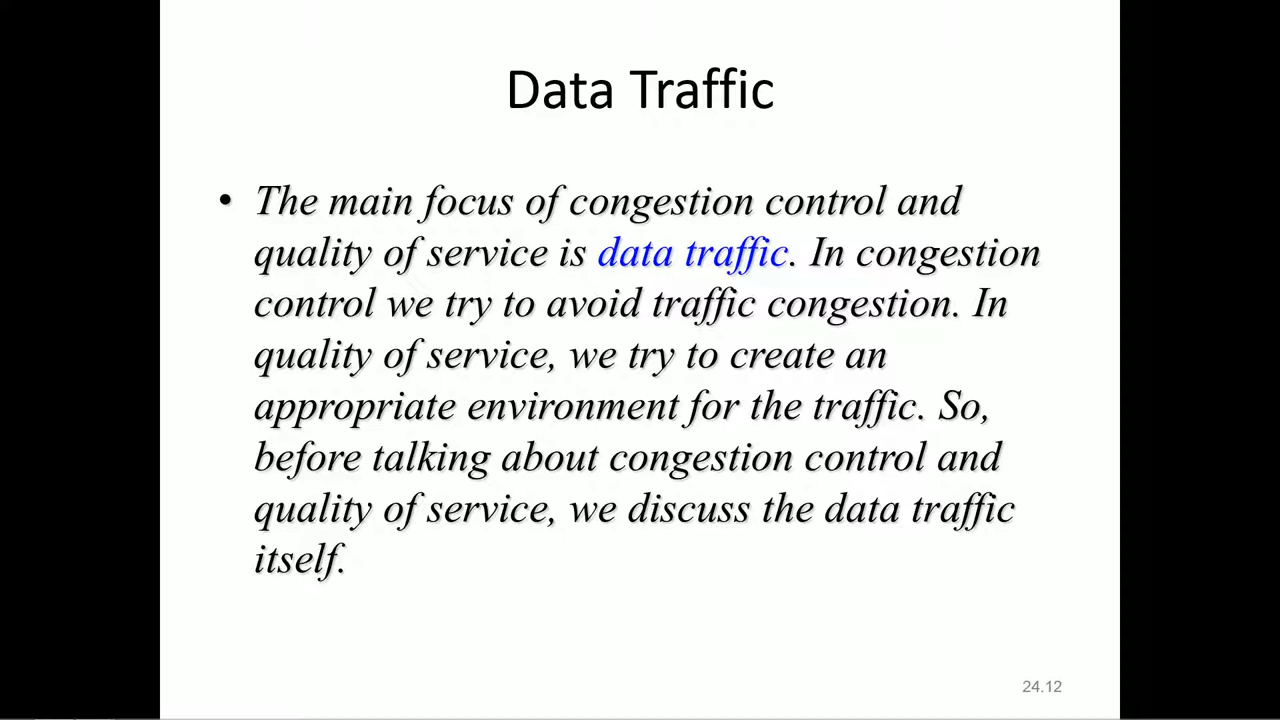 Data Traffic
• The main focus of congestion control and
quality of service is data traffic. In congestion
control we try to avoid traffic congestion. In
quality of service, we try to create an
appropriate environment for the traffic. So,
before talking about congestion control and
quality of service, we discuss the data traffic
itself.
24.12